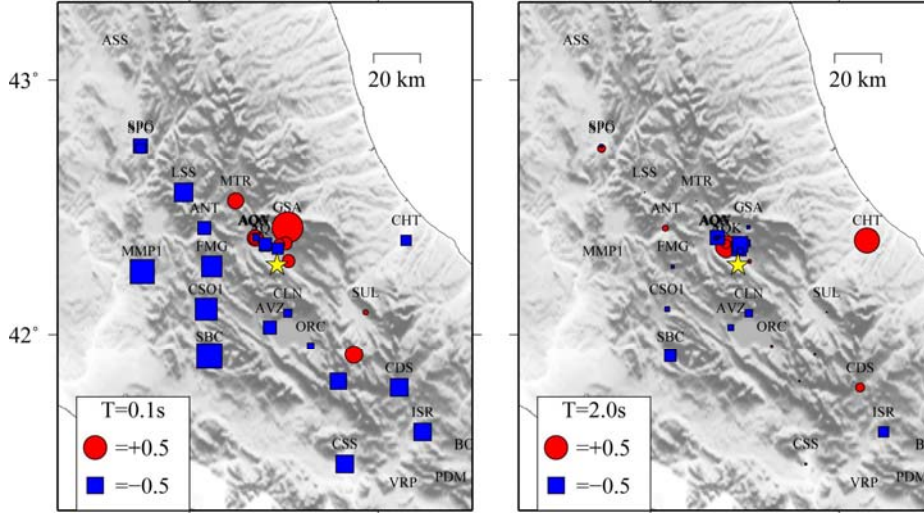 ASS
20 km
43°
SPO
LSS
MTR
ANT
AQV
GSA
CHT
MMP1
FMG
CSO1
CLN
SUL
AVZ
42°
ORC
SBC
CDS
T=0.1s
=+0.5
=−0.5
ISR
CSS
BO
VRP
PDM
ASS
20 km
SPO
LSS
MTR
ANT
GSA
CHT
MMP1
FMG
CSO1
CLN
SUL
AVZ
ORC
SBC
CDS
T=2.0s
=+0.5
=−0.5
ISR
CSS
VRP
PDM